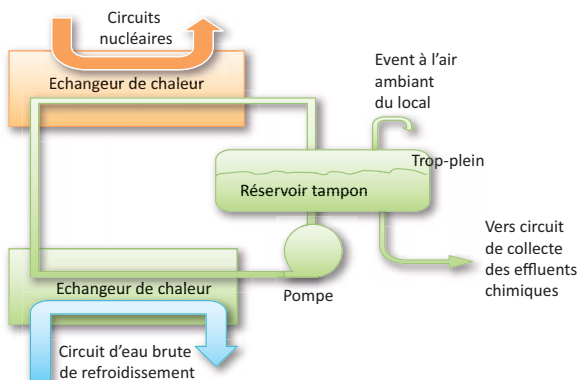 Circuits
nucléaires
Echangeur de chaleur
Event à l'air
ambiant
du local
Trop-plein
Réservoir tampon
Vers circuit
de collecte
des effluents
chimiques
Pompe
Echangeur de chaleur
Circuit d'eau brute
de refroidissement